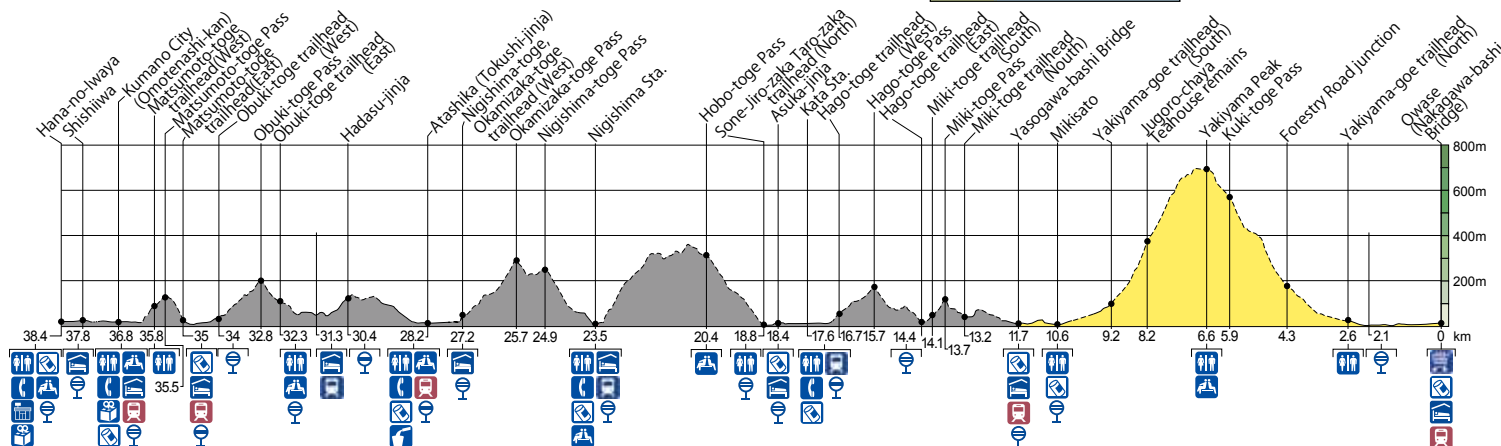 Hana-no-Iwaya
Shishiiwa
Kumano City
(Omotenashi-kan)
Matsumoto-toge
trailhead(West)
Matsumoto-toge Pass
Matsumoto-toge
trailhead(East)
Obuki-toge trailhead
(West)
Obuki-toge Pass
Obuki-toge trailhead
(East)
Hadasu-jinja
Atashika (Tokushi-jinja)
Nigishima-toge,
Okamizaka-toge
trailhead (West)
Okamizaka-toge Pass
Nigishima-toge Pass
Nigishima Sta.
Hobo-toge Pass
Sone-Jiro-zaka Taro-zaka
trailhead (North)
Asuka-jinja
Kata Sta.
Hago-toge trailhead
(West)
Hago-toge Pass
Hago-toge trailhead
(East)
Miki-toge trailhead
(South)
Miki-toge Pass
Miki-toge trailhead
(North)
Yasogawa-bashi Bridge
Mikisato
Yakiyama-goe trailhead
(South)
Jugoro-chaya
Teahouse remains
Yakiyama Peak
Kuki-toge Pass
Forestry Road junction
Yakiyama-goe trailhead
(North)
Owase
(Nakagawa-bashi
Bridge)
800m
600m
400m
200m
38.4 37.8 36.8 35.8 35 34 32.8 32.3 31.3 30.4 28.2 27.2 25.7 24.9 23.5 20.4 18.8 18.4 17.6 16.7 15.7 14.4 14.1 13.7 13.2 11.7 10.6 9.2 8.2 6.6 5.9 4.3 2.6 2.1 0 km
35.5